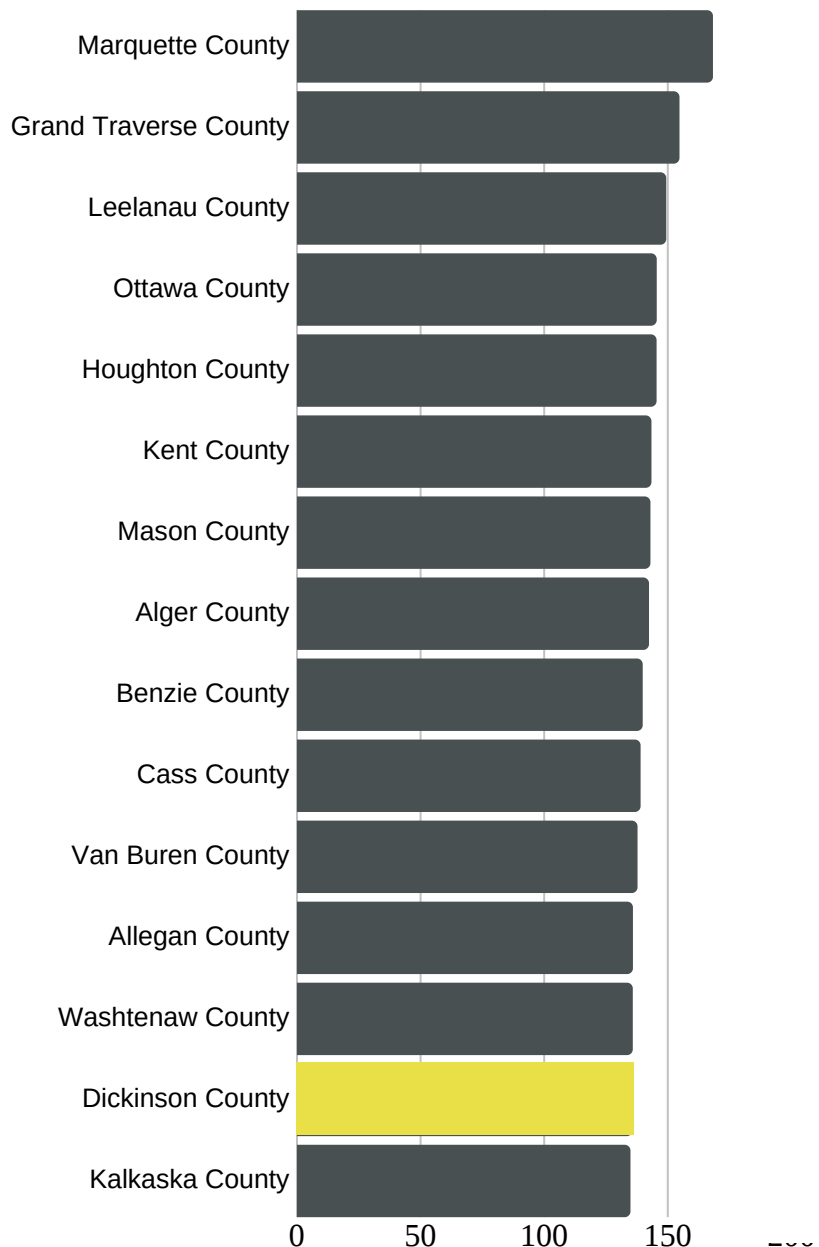 Marquette County
Grand Traverse County
Leelanau County
Ottawa County
Houghton County
Kent County
Mason County
Alger County
Benzie County
Cass County
Van Buren County
Allegan County
Washtenaw County
Dickinson County
Kalkaska County
0 50 100 150